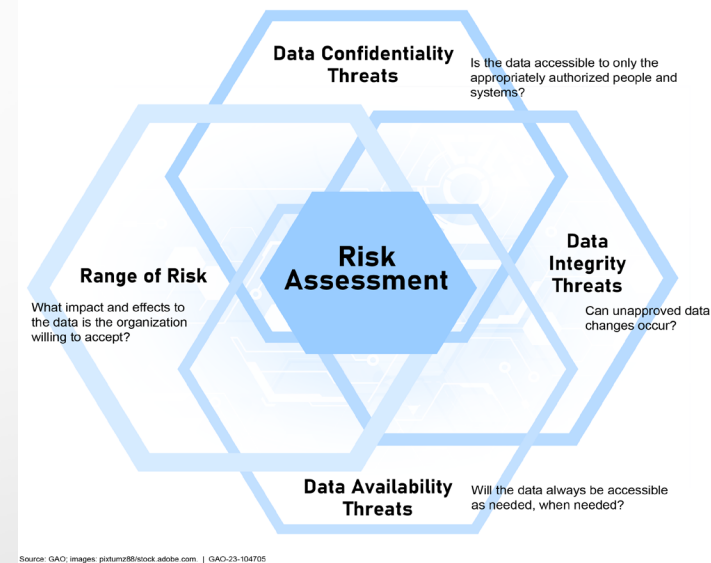 Data Confidentiality
Threats
Is the data accessible to only the
appropriately authorized people and
systems?
Risk
Assessment
Data
Integrity
Threats
Can unapproved data
changes occur?
Range of Risk
What impact and effects to
the data is the organization
willing to accept?
Data Availability
Threats
Will the data always be accessible
as needed, when needed?
Source: GAO; images: pixtumz88/stock.adobe.com. | GAO-23-104705